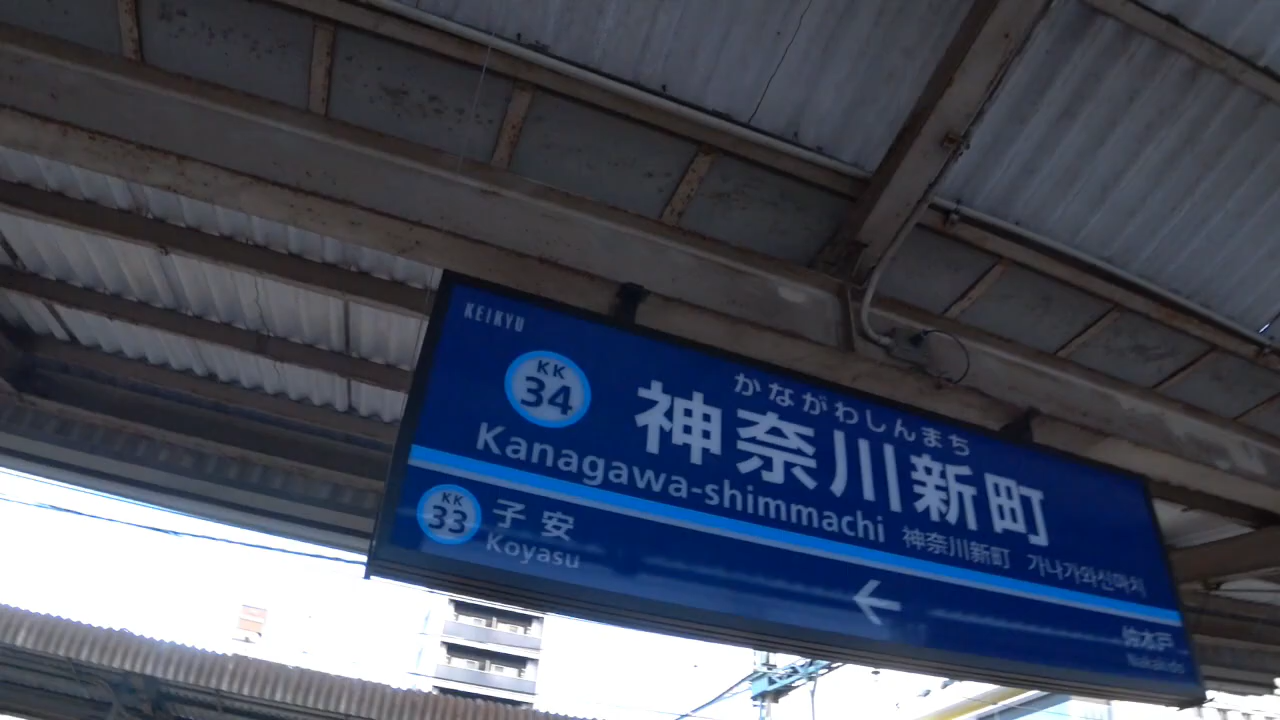 KEIKYU
KK
34
かながわしんまち
神奈川新町
Kanagawa-shimmachi
神奈川新町 가나가와신마치
KK
33
子安
Koyasu
←
仲木戸
Nakakido